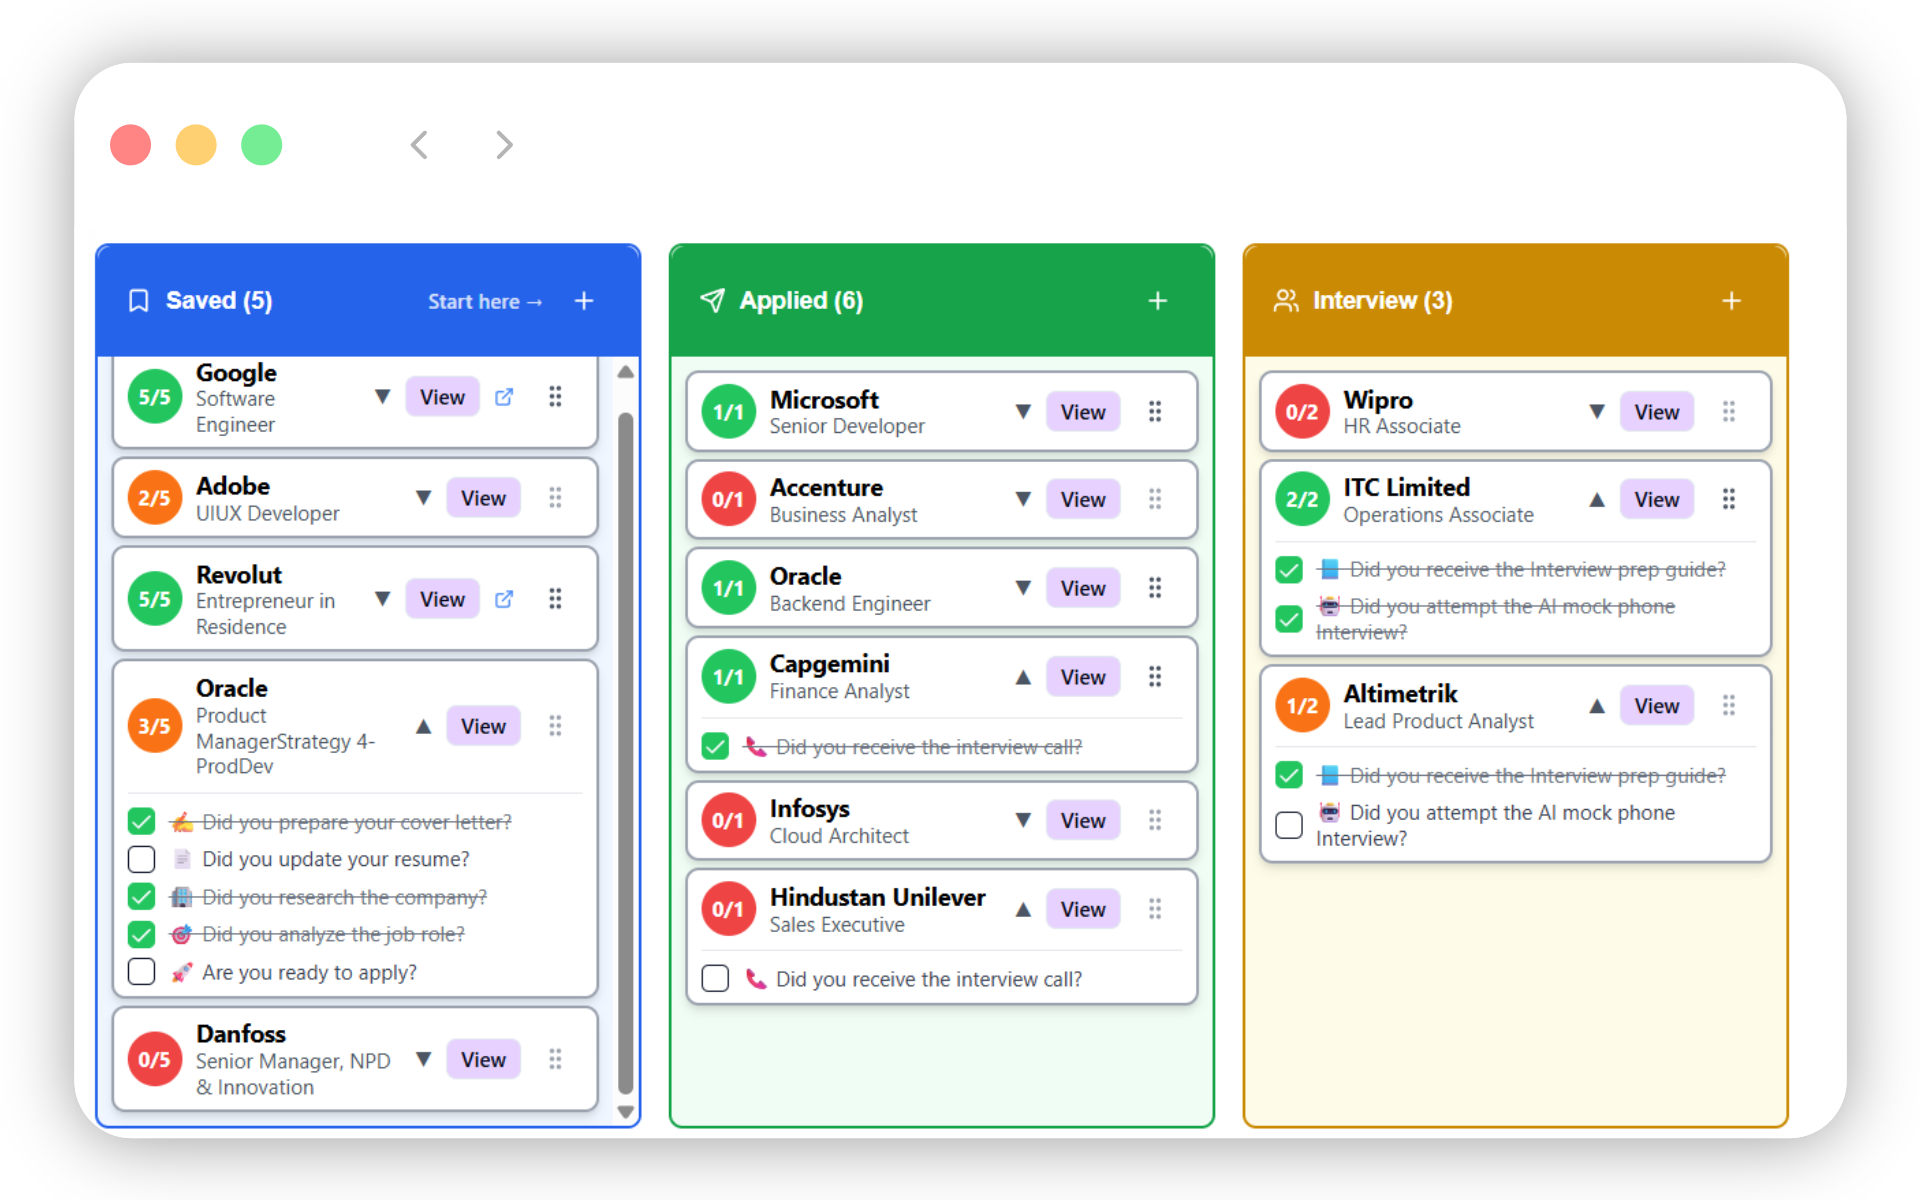 Saved (5)
Start here →
5/5
Google
Software
Engineer
View
2/5
Adobe
UIUX Developer
View
5/5
Revolut
Entrepreneur in
Residence
View
3/5
Oracle
Product
ManagerStrategy 4-
ProdDev
View
Did you prepare your cover letter?
Did you update your resume?
Did you research the company?
Did you analyze the job role?
Are you ready to apply?
0/5
Danfoss
Senior Manager, NPD
& Innovation
View
Applied (6)
1/1
Microsoft
Senior Developer
View
0/1
Accenture
Business Analyst
View
1/1
Oracle
Backend Engineer
View
1/1
Capgemini
Finance Analyst
View
Did you receive the interview call?
0/1
Infosys
Cloud Architect
View
0/1
Hindustan Unilever
Sales Executive
View
Did you receive the interview call?
Interview (3)
0/2
Wipro
HR Associate
View
2/2
ITC Limited
Operations Associate
View
Did you receive the Interview prep guide?
Did you attempt the AI mock phone
Interview?
1/2
Altimetrik
Lead Product Analyst
View
Did you receive the Interview prep guide?
Did you attempt the AI mock phone
Interview?